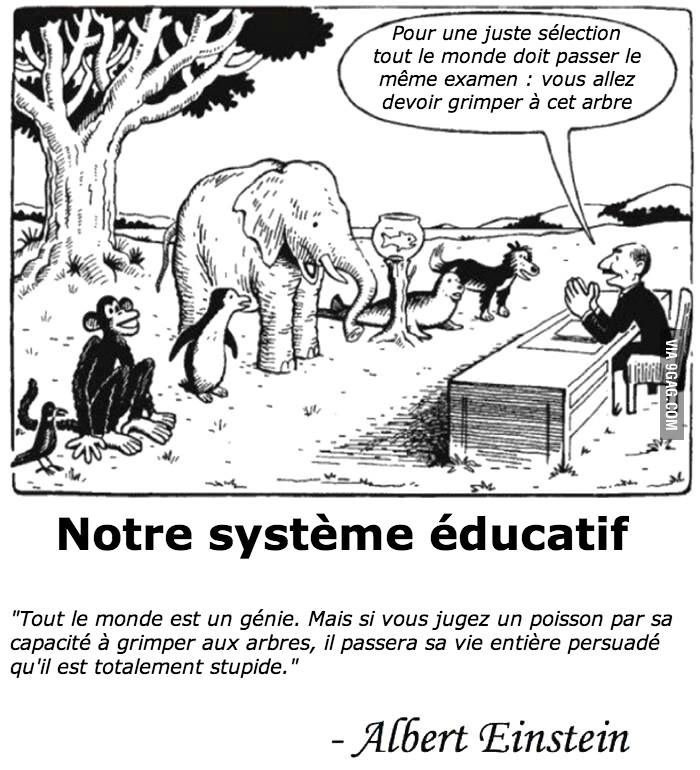 Pour une juste sélection
tout le monde doit passer le
même examen : vous allez
devoir grimper à cet arbre
VIA 9GAG.COM
Notre système éducatif
"Tout le monde est un génie. Mais si vous jugez un poisson par sa
capacité à grimper aux arbres, il passera sa vie entière persuadé
qu'il est totalement stupide."
- Albert Einstein